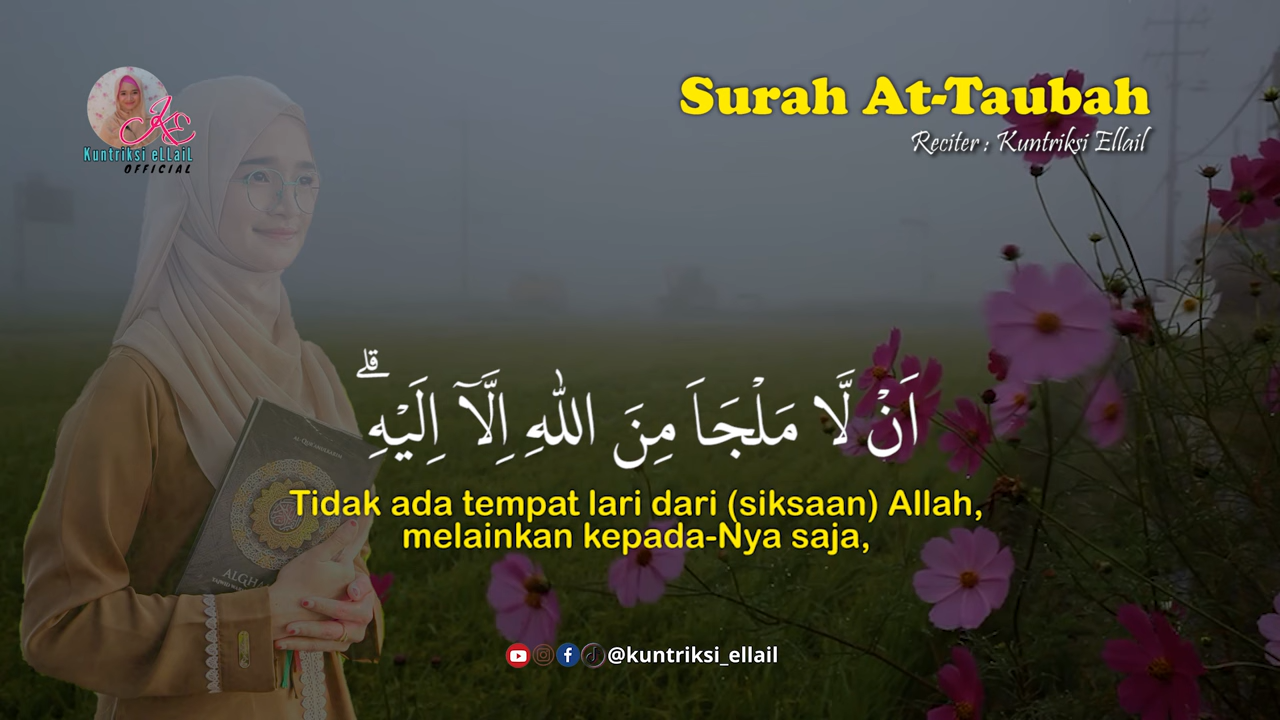 Kuntriksi eLLaiL
OFFICIAL
Surah At-Taubah
Reciter : Kuntriksi Ellail
اَنْ لَّا مَلْجَاَ مِنَ اللّٰهِ اِلَّآ اِلَيْهِۗ
Tidak ada tempat lari dari (siksaan) Allah,
melainkan kepada-Nya saja,
@kuntriksi_ellail